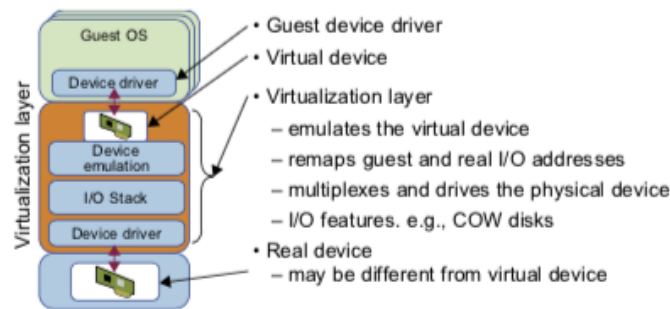 Guest OS
Device driver
Virtualization layer
Device
emulation
I/O Stack
Device driver
• Guest device driver
• Virtual device
• Virtualization layer
– emulates the virtual device
– remaps guest and real I/O addresses
– multiplexes and drives the physical device
– I/O features. e.g., COW disks
• Real device
– may be different from virtual device